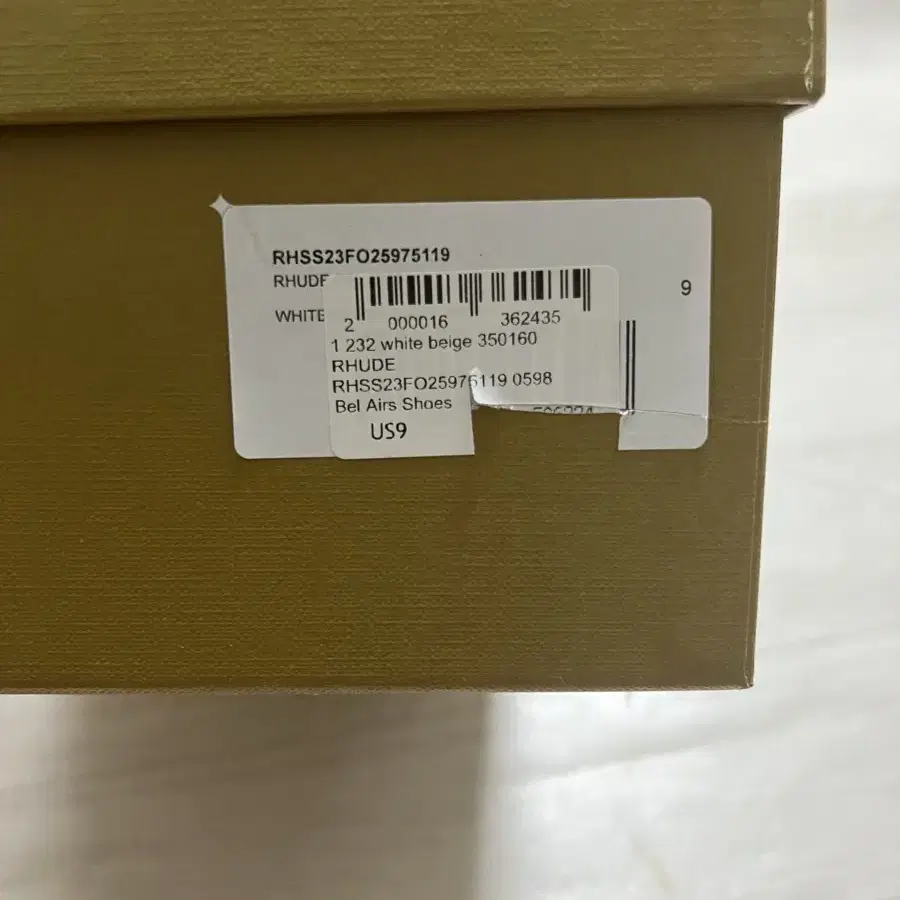 RHSS23FO25975119
RHUDE
9
WHITE
2 000016 362435
1 232 white beige 350160
RHUDE
RHSS23FO25975119 0598
Bel Airs Shoes
US9